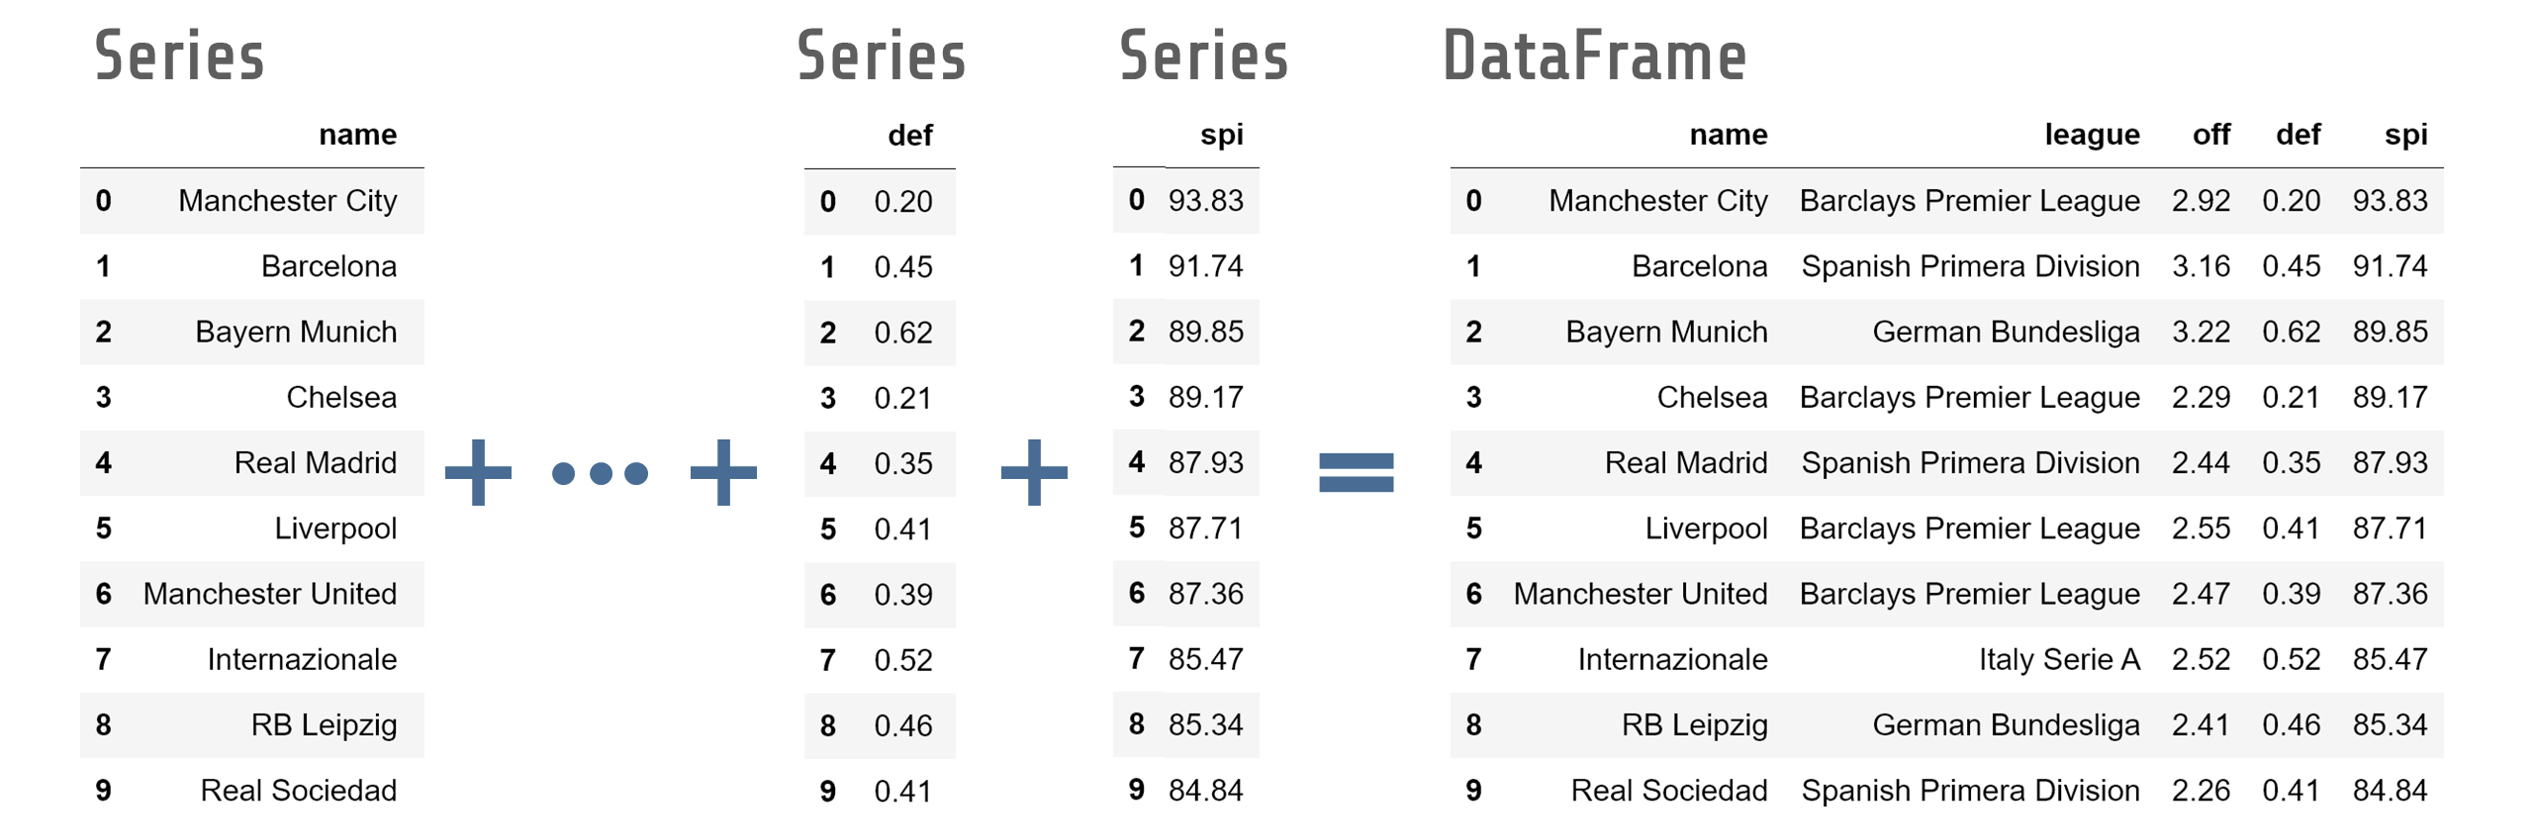 Series Series Series DataFrame
name def spi name league off def spi
0 Manchester City 0 0.20 0 93.83 0 Manchester City Barclays Premier League 2.92 0.20 93.83
1 Barcelona 1 0.45 1 91.74 1 Barcelona Spanish Primera Division 3.16 0.45 91.74
2 Bayern Munich 2 0.62 2 89.85 2 Bayern Munich German Bundesliga 3.22 0.62 89.85
3 Chelsea 3 0.21 3 89.17 3 Chelsea Barclays Premier League 2.29 0.21 89.17
4 Real Madrid + ••• + 4 0.35 + 4 87.93 = 4 Real Madrid Spanish Primera Division 2.44 0.35 87.93
5 Liverpool 5 0.41 5 87.71 5 Liverpool Barclays Premier League 2.55 0.41 87.71
6 Manchester United 6 0.39 6 87.36 6 Manchester United Barclays Premier League 2.47 0.39 87.36
7 Internazionale 7 0.52 7 85.47 7 Internazionale Italy Serie A 2.52 0.52 85.47
8 RB Leipzig 8 0.46 8 85.34 8 RB Leipzig German Bundesliga 2.41 0.46 85.34
9 Real Sociedad 9 0.41 9 84.84 9 Real Sociedad Spanish Primera Division 2.26 0.41 84.84